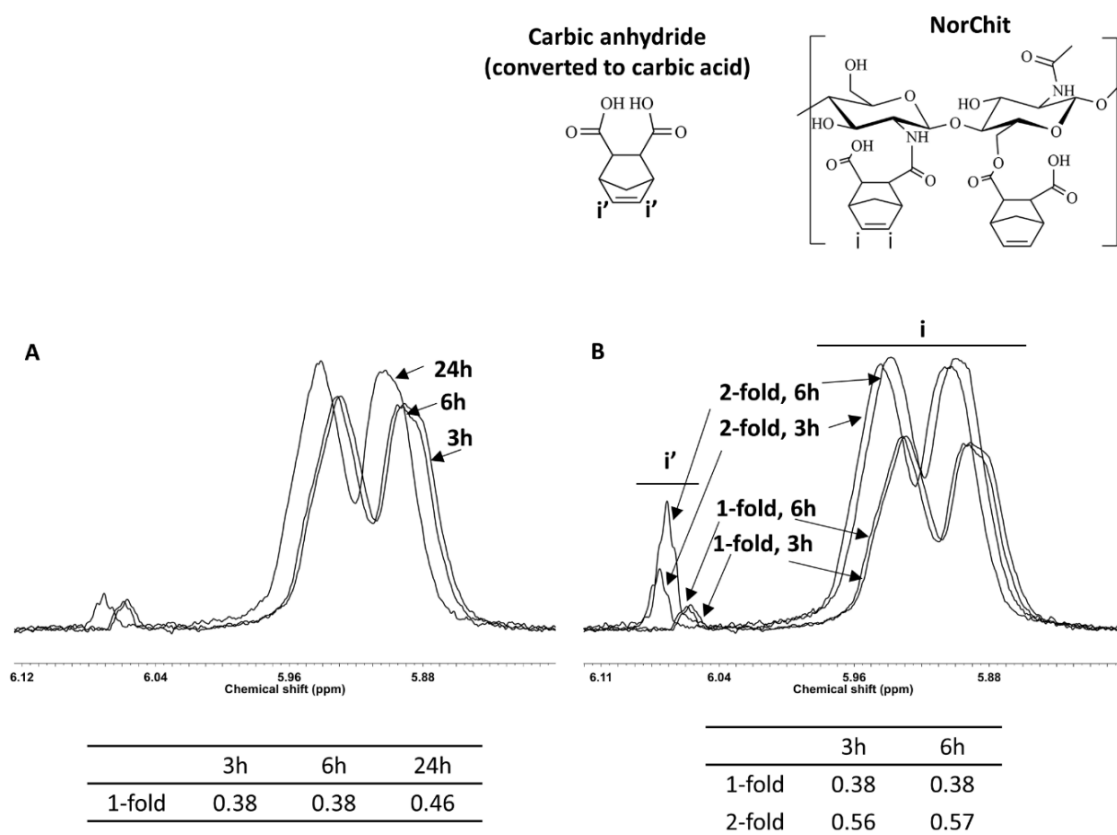 Carbic anhydride
(converted to carbic acid)
NorChit
OH HO
O O
i' i'
OH
O
HO
O
NH
O
OH
O
O
NH
HO
O
O
O
OH
O
O
i i
A
24h
6h
3h
6.12 6.04 5.96 5.88
Chemical shift (ppm)
B
i
i'
2-fold, 6h
2-fold, 3h
1-fold, 6h
1-fold, 3h
6.11 6.04 5.96 5.88
Chemical shift (ppm)
3h 6h 24h
1-fold 0.38 0.38 0.46
3h 6h
1-fold 0.38 0.38
2-fold 0.56 0.57